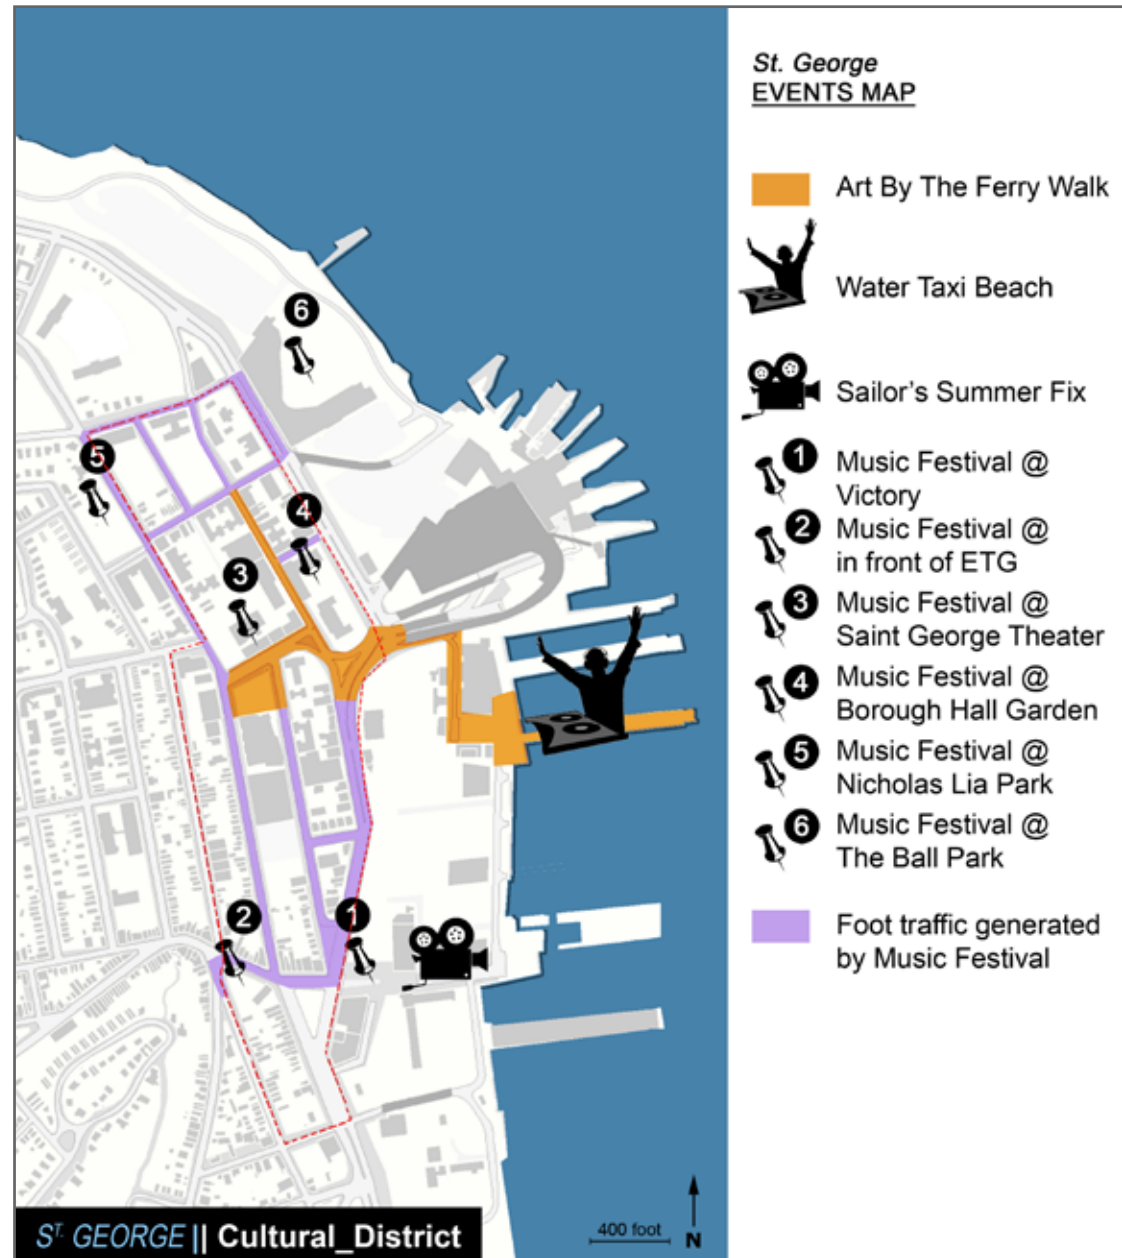 St. George
EVENTS MAP
Art By The Ferry Walk
Water Taxi Beach
Sailor's Summer Fix
1 Music Festival @
Victory
2 Music Festival @
in front of ETG
3 Music Festival @
Saint George Theater
4 Music Festival @
Borough Hall Garden
5 Music Festival @
Nicholas Lia Park
6 Music Festival @
The Ball Park
Foot traffic generated
by Music Festival
6
5
4
3
2
1
400 foot
N
ST. GEORGE || Cultural_District